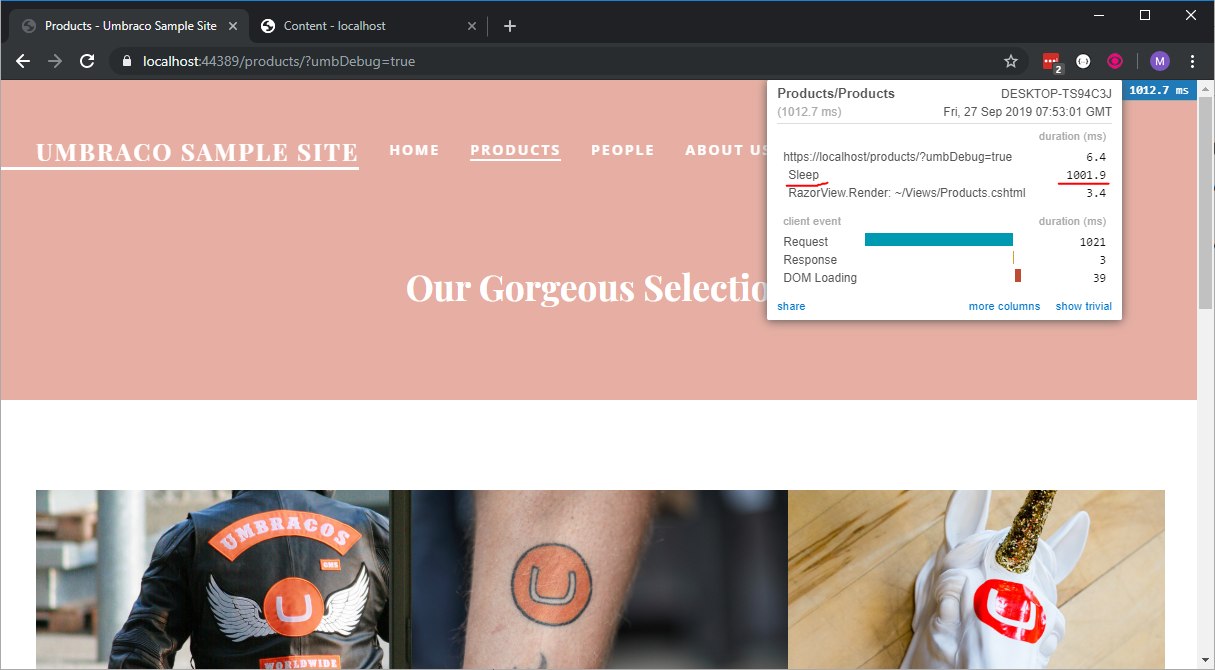 Products - Umbraco Sample Site
Content - localhost
localhost:44389/products/?umbDebug=true
2
M
1012.7 ms
Products/Products DESKTOP-TS94C3J
(1012.7 ms) Fri, 27 Sep 2019 07:53:01 GMT
duration (ms)
https://localhost/products/?umbDebug=true 6.4
Sleep 1001.9
RazorView.Render: ~/Views/Products.cshtml 3.4
client event duration (ms)
Request 1021
Response 3
DOM Loading 39
share more columns show trivial
UMBRACO SAMPLE SITE HOME PRODUCTS PEOPLE ABOUT US
Our Gorgeous Selectio
UMBRACOS
WORLDWIDE